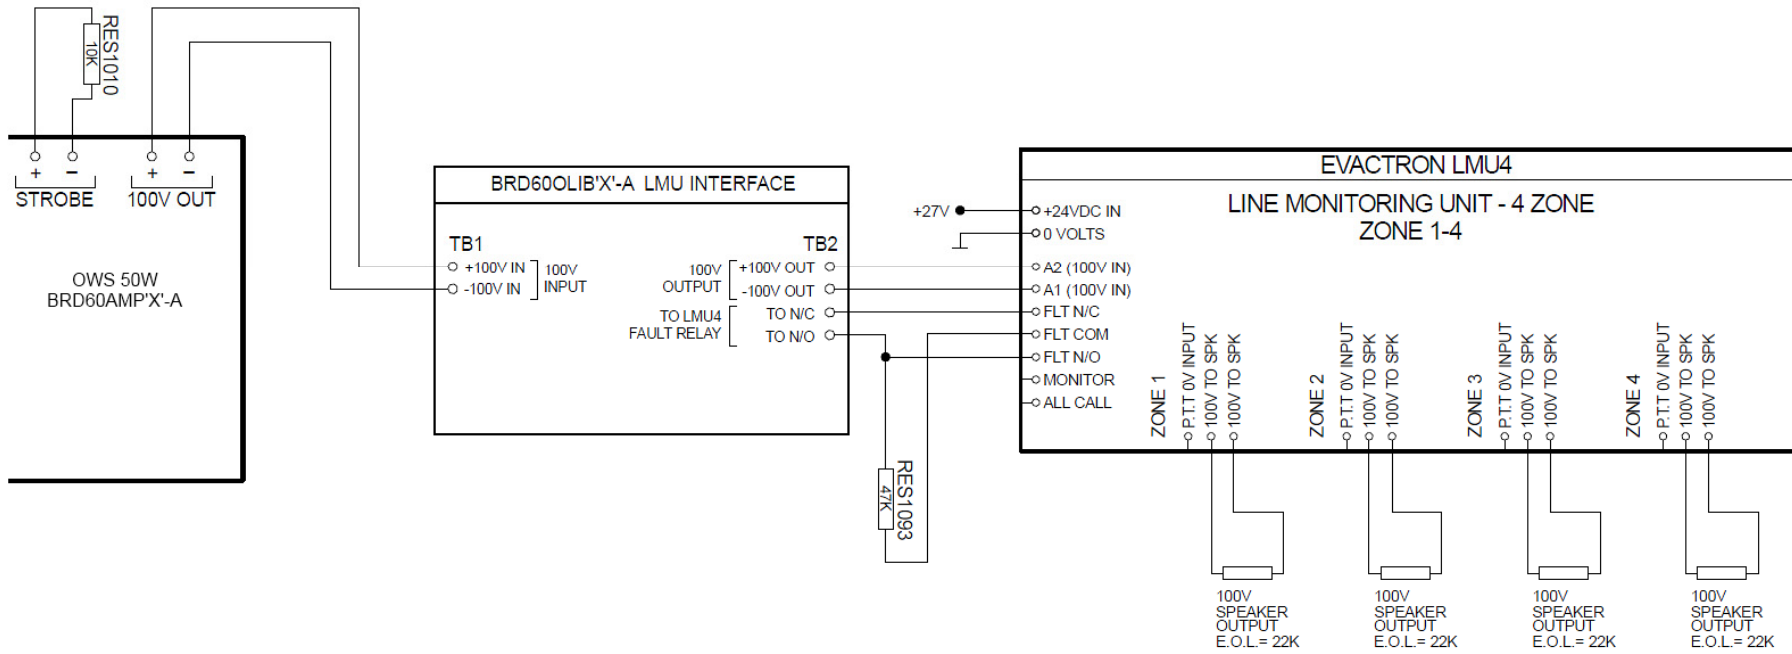 RES1010
10K
+ −
STROBE
+ −
100V OUT
OWS 50W
BRD60AMP'X'-A
BRD60OLIB'X'-A LMU INTERFACE
TB1
+100V IN
-100V IN
100V
INPUT
TB2
100V
OUTPUT
+100V OUT
-100V OUT
TO LMU4
FAULT RELAY
TO N/C
TO N/O
RES1093
47K
EVACTRON LMU4
LINE MONITORING UNIT - 4 ZONE
ZONE 1-4
+27V
+24VDC IN
0 VOLTS
A2 (100V IN)
A1 (100V IN)
FLT N/C
FLT COM
FLT N/O
MONITOR
ALL CALL
ZONE 1
P.T.T 0V INPUT
100V TO SPK
100V TO SPK
ZONE 2
P.T.T 0V INPUT
100V TO SPK
100V TO SPK
ZONE 3
P.T.T 0V INPUT
100V TO SPK
100V TO SPK
ZONE 4
P.T.T 0V INPUT
100V TO SPK
100V TO SPK
100V
SPEAKER
OUTPUT
E.O.L.= 22K
100V
SPEAKER
OUTPUT
E.O.L.= 22K
100V
SPEAKER
OUTPUT
E.O.L.= 22K
100V
SPEAKER
OUTPUT
E.O.L.= 22K